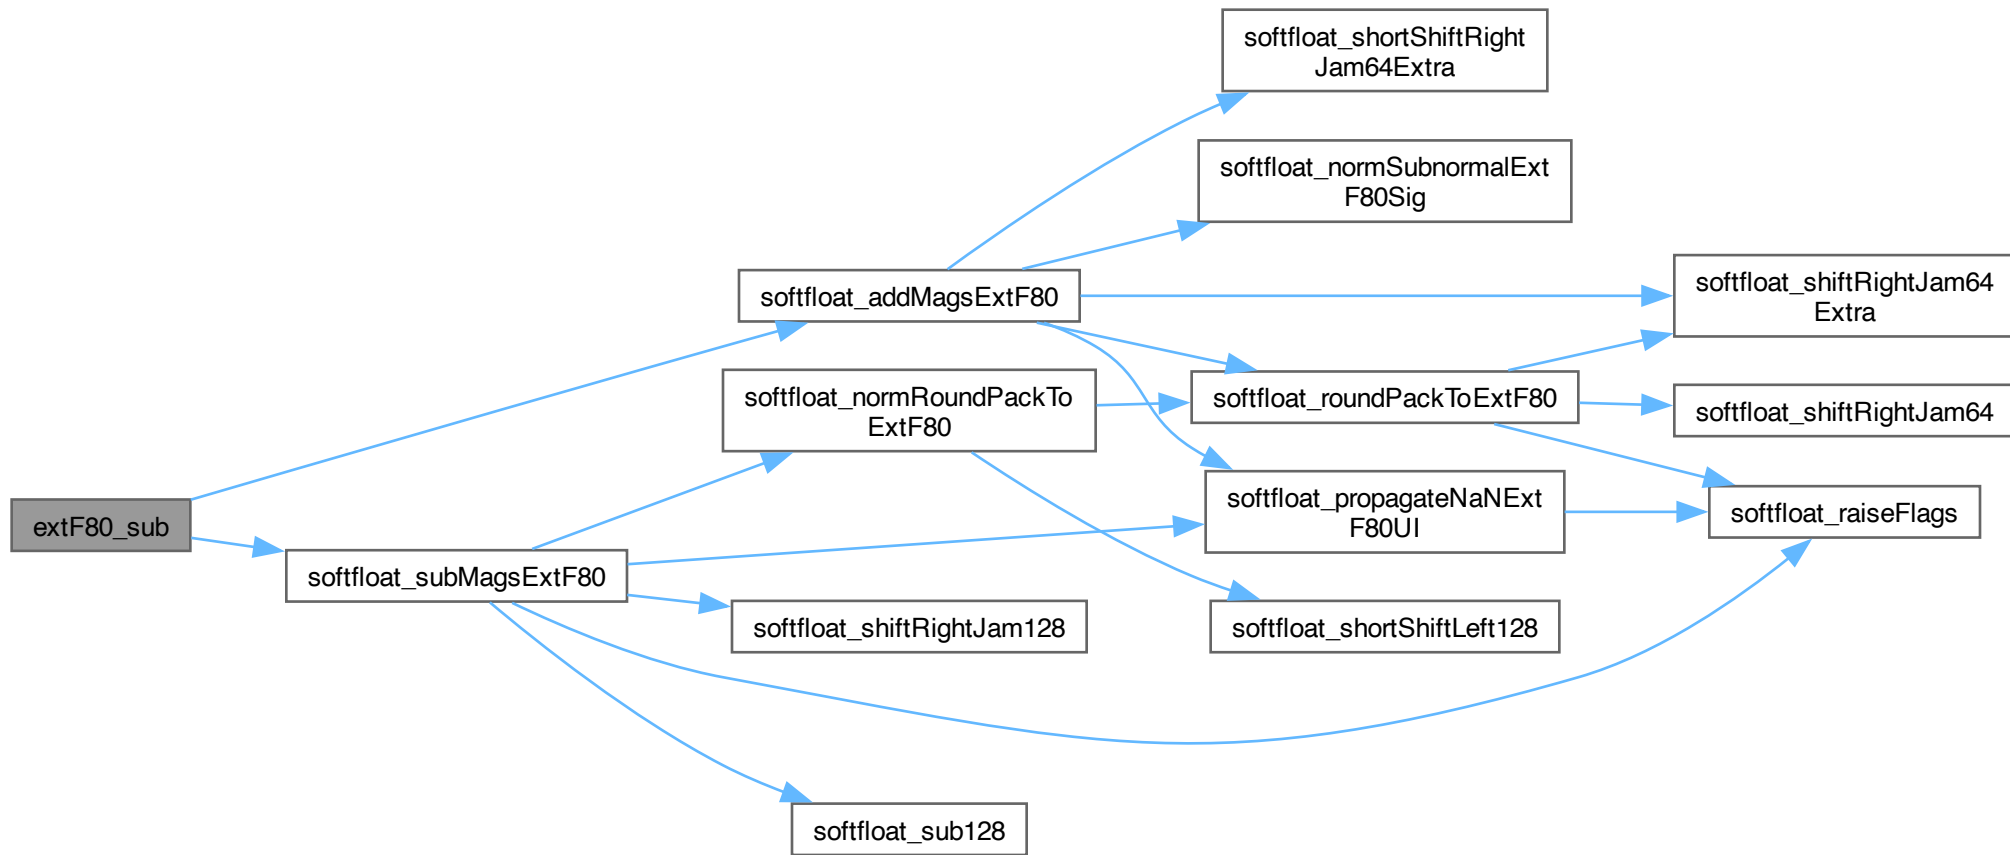 softfloat_shortShiftRight
Jam64Extra
softfloat_normSubnormalExt
F80Sig
softfloat_addMagsExtF80
softfloat_shiftRightJam64
Extra
softfloat_normRoundPackTo
ExtF80
softfloat_roundPackToExtF80
softfloat_shiftRightJam64
extF80_sub
softfloat_propagateNaNExt
F80UI
softfloat_raiseFlags
softfloat_subMagsExtF80
softfloat_shiftRightJam128
softfloat_shortShiftLeft128
softfloat_sub128